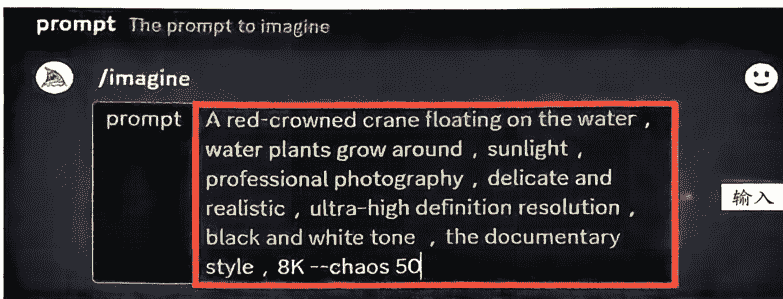 prompt The prompt to imagine
/imagine
prompt A red-crowned crane floating on the water ,
water plants grow around , sunlight ,
professional photography , delicate and
realistic , ultra-high definition resolution ,
black and white tone , the documentary
style , 8K --chaos 50
输入